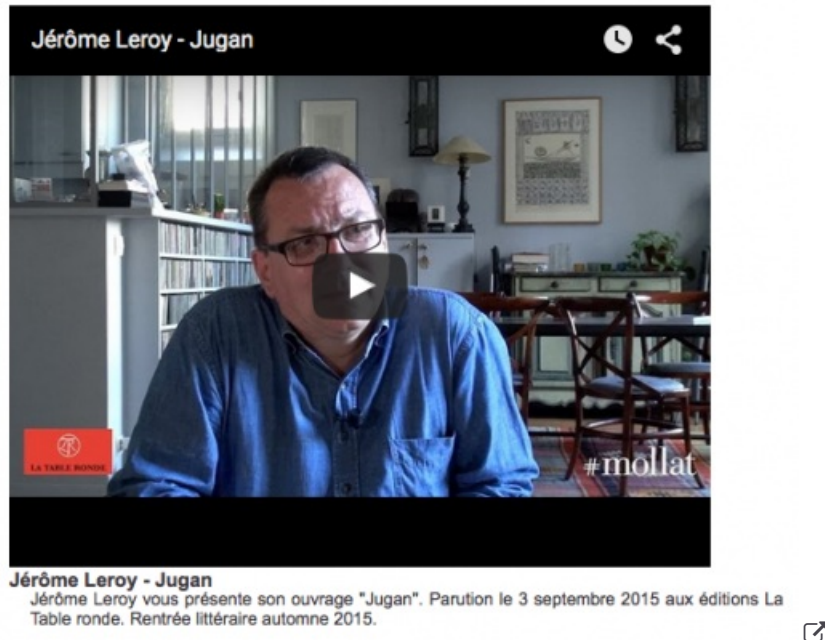 Jérôme Leroy - Jugan
LA TABLE RONDE
#mollat
Jérôme Leroy - Jugan
Jérôme Leroy vous présente son ouvrage "Jugan". Parution le 3 septembre 2015 aux éditions La
Table ronde. Rentrée littéraire automne 2015.